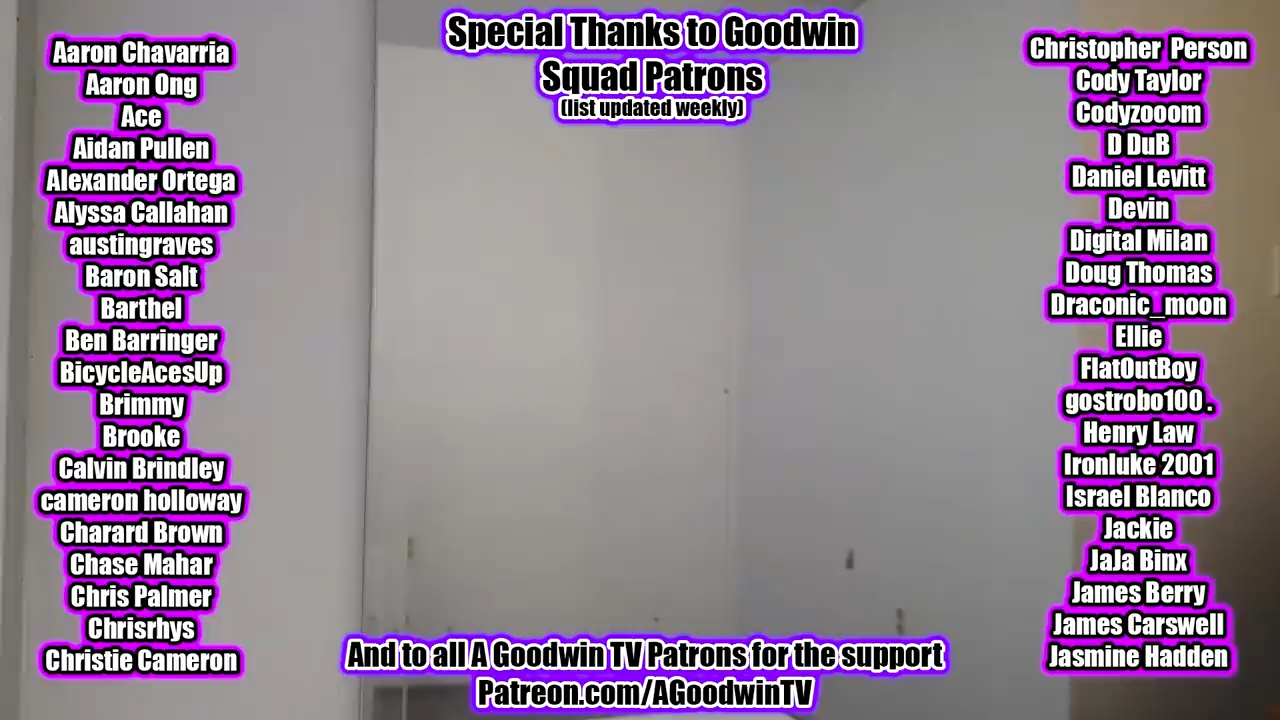 Special Thanks to Goodwin
Squad Patrons
(list updated weekly)
Aaron Chavarria
Aaron Ong
Ace
Aidan Pullen
Alexander Ortega
Alyssa Callahan
austingraves
Baron Salt
Barthel
Ben Barringer
BicycleAcesUp
Brimmy
Brooke
Calvin Brindley
cameron holloway
Charard Brown
Chase Mahar
Chris Palmer
Chrisrhys
Christie Cameron
Christopher Person
Cody Taylor
Codyzooom
D DuB
Daniel Levitt
Devin
Digital Milan
Doug Thomas
Draconic_moon
Ellie
FlatOutBoy
gostrobo100 .
Henry Law
Ironluke 2001
Israel Blanco
Jackie
JaJa Binx
James Berry
James Carswell
Jasmine Hadden
And to all A Goodwin TV Patrons for the support
Patreon.com/AGoodwinTV